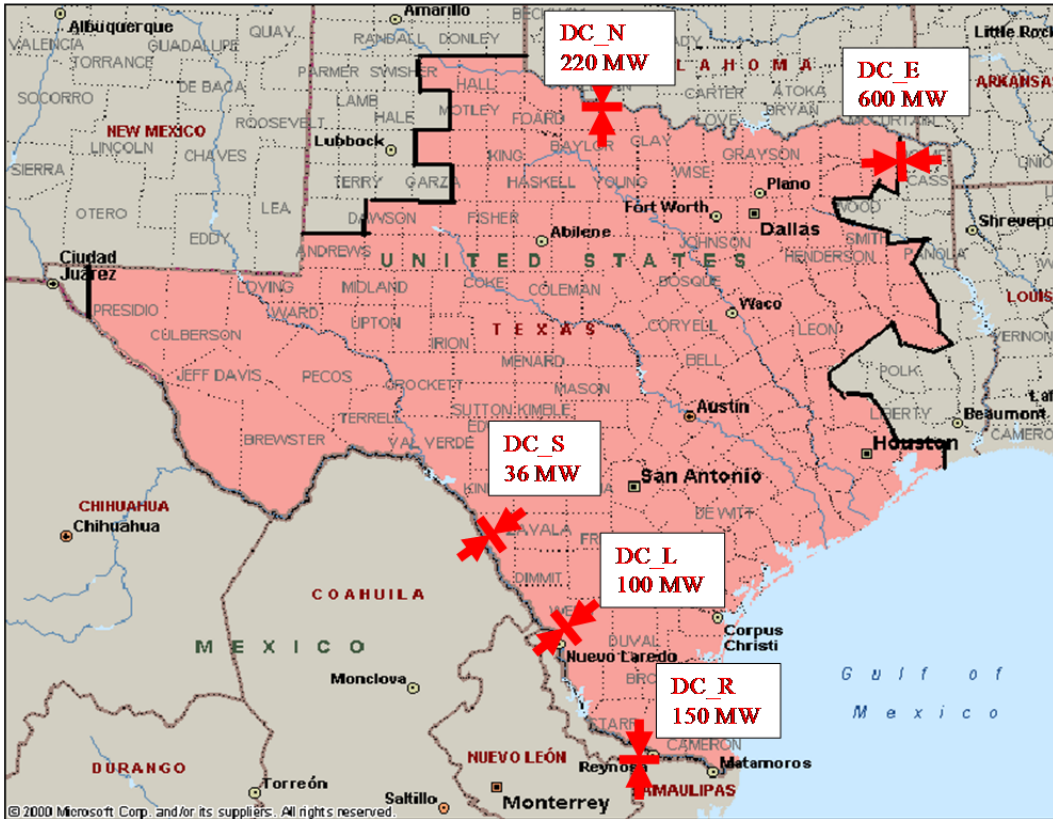 Amarillo
Albuquerque
QUAY
RANDALL DONLEY
DC_N
220 MW
Little Rock
VALENCIA
GUADALUPE
TORRANCE
PARMER SWISHER
OKLAHOMA
DC_E
600 MW
ARKANSAS
DE BACA
HALL
CARTER
ATOKA
BRYAN
LOVE
MCCURTAIN
SOCORRO
LAMB
HALE
MOTLEY
FOARD
NEW MEXICO
ROOSEVELT
LINCOLN
CHAVES
Lubbock
KING
BAYLOR
CLAY
GRAYSON
SIERRA
TERRY
GARZA
HASKELL
YOUNG
WISE
Plano
CASS
OTERO
LEA
DAWSON
FISHER
Fort Worth
Dallas
WOOD
EDDY
Abilene
SMITH
Shrevepo
ANDREWS
JOHNSON
HENDERSON
PANOLA
Ciudad
Juárez
UNITED STATES
LOVING
MIDLAND
COKE
COLEMAN
BOSQUE
LOUIS
PRESIDIO
WARD
UPTON
TEXAS
Waco
CULBERSON
IRION
CORYELL
LEON
VERNON
JEFF DAVIS
PECOS
CROCKETT
MENARD
MASON
BELL
POLK
TERRELL
SUTTON KIMBLE
Austin
LIBERTY
BREWSTER
VAL VERDE
Beaumont
CAMERO
DC_S
36 MW
San Antonio
Houston
CHIHUAHUA
Chihuahua
ZAVALA
DE WITT
DIMMIT
DC_L
100 MW
COAHUILA
Corpus
Christi
MEXICO
Nuevo Laredo
DUVAL
Monclova
DC_R
150 MW
Gulf of
Mexico
STARR
CAMERON
NUEVO LEÓN
Reynosa
Matamoros
DURANGO
Torreón
TAMAULIPAS
Saltillo
Monterrey
© 2000 Microsoft Corp. and/or its suppliers. All rights reserved.